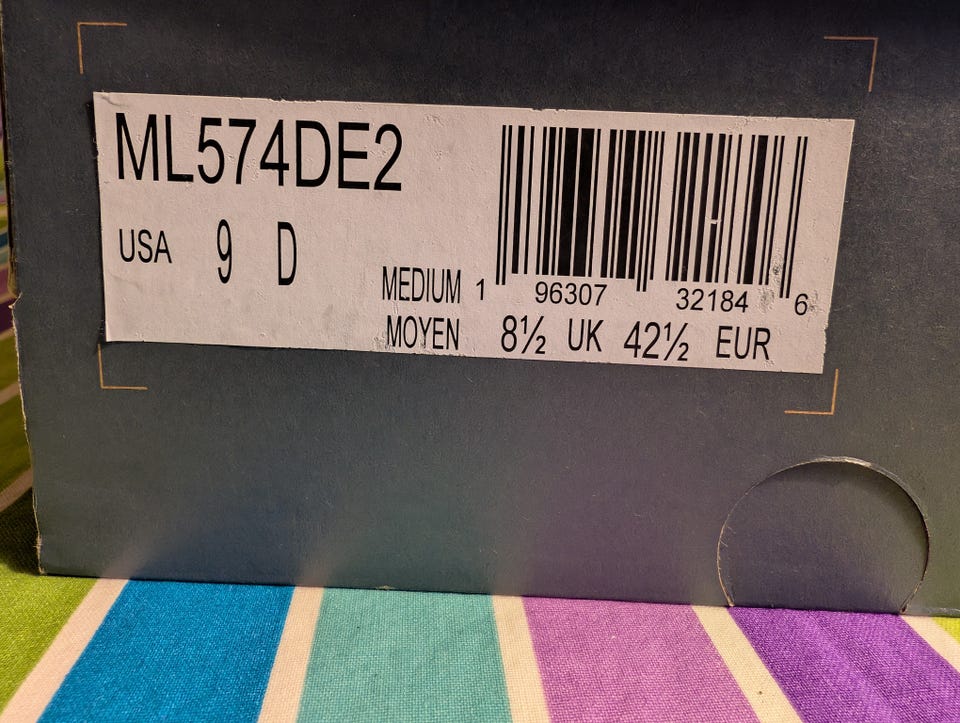 ML574DE2
USA 9 D
MEDIUM 1 96307 32184 6
MOYEN 8½ UK 42½ EUR